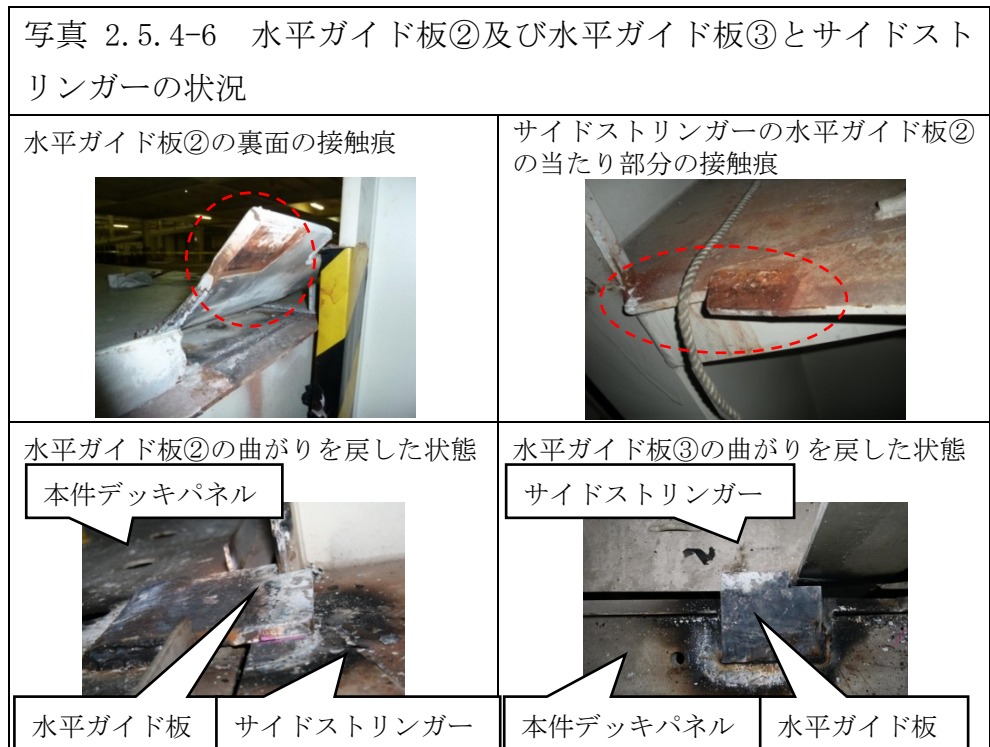 写真 2.5.4-6　水平ガイド板②及び水平ガイド板③とサイドスト
リンガーの状況
水平ガイド板②の裏面の接触痕
サイドストリンガーの水平ガイド板②
の当たり部分の接触痕
水平ガイド板②の曲がりを戻した状態
本件デッキパネル
水平ガイド板
サイドストリンガー
水平ガイド板③の曲がりを戻した状態
サイドストリンガー
本件デッキパネル
水平ガイド板